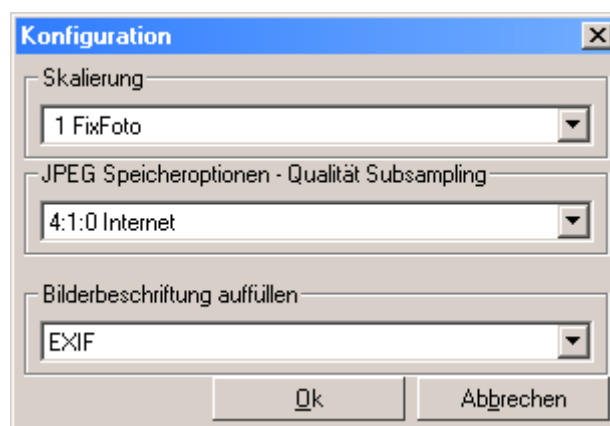 Konfiguration
Skalierung
1 FixFoto
JPEG Speicheroptionen - Qualität Subsampling
4:1:0 Internet
Bilderbeschriftung auffüllen
EXIF
Ok Abbrechen